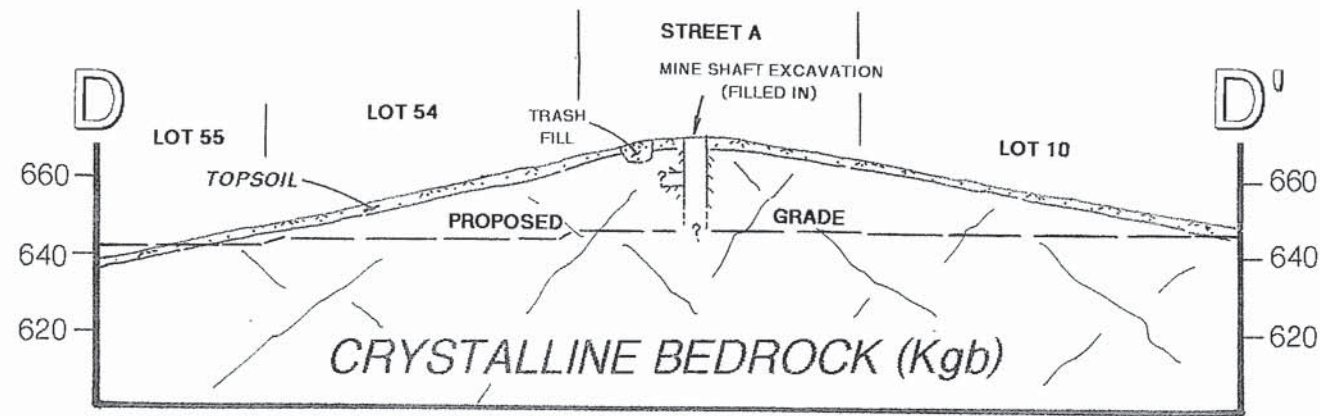 STREET A
MINE SHAFT EXCAVATION
(FILLED IN)
D
D'
LOT 54
TRASH
FILL
LOT 55
LOT 10
660
TOPSOIL
660
PROPOSED
GRADE
?
?
640
640
620
620
CRYSTALLINE BEDROCK (Kgb)